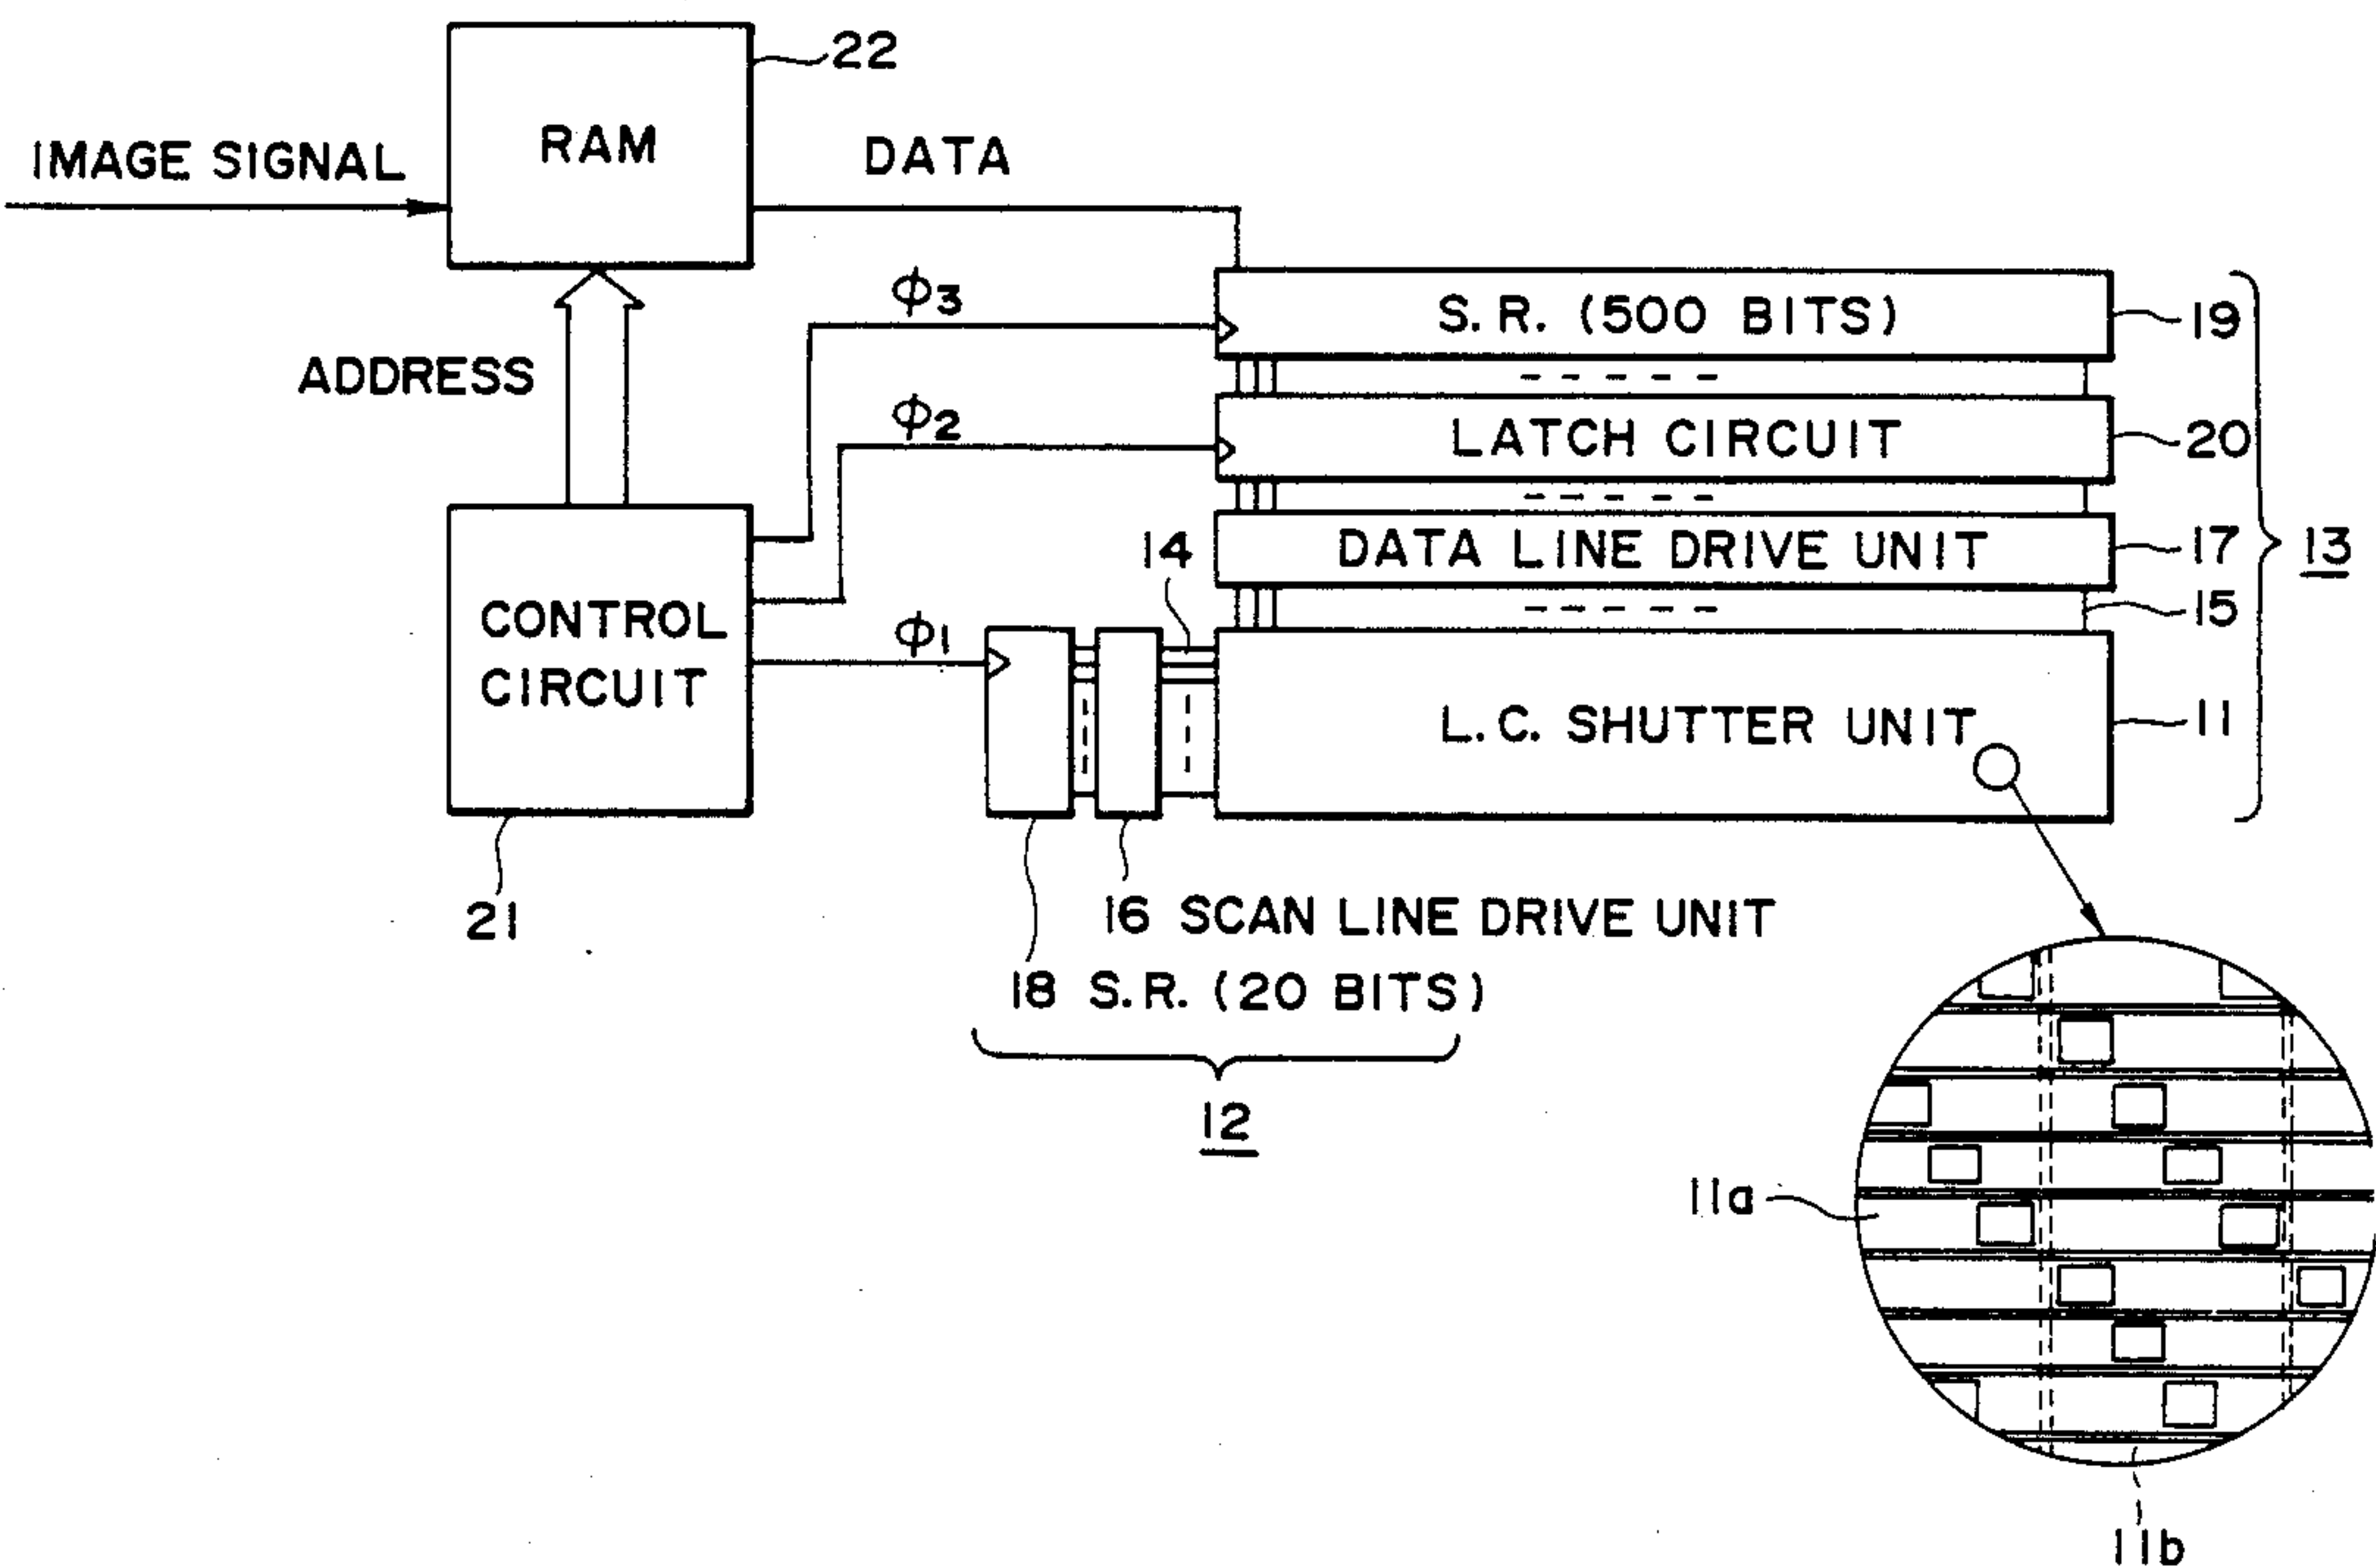 22
RAM
IMAGE SIGNAL
DATA
ϕ3
S.R. (500 BITS)
19
ADDRESS
ϕ2
LATCH CIRCUIT
20
14
DATA LINE DRIVE UNIT
17
13
15
CONTROL
CIRCUIT
ϕ1
L.C. SHUTTER UNIT
11
21
16 SCAN LINE DRIVE UNIT
18 S.R. (20 BITS)
12
11a
11b